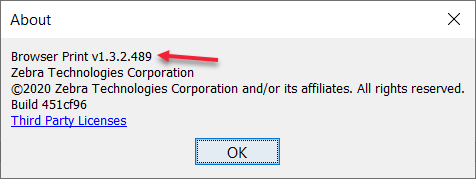 About
Browser Print v1.3.2.489
Zebra Technologies Corporation
©2020 Zebra Technologies Corporation and/or its affiliates. All rights reserved.
Build 451cf96
Third Party Licenses
OK